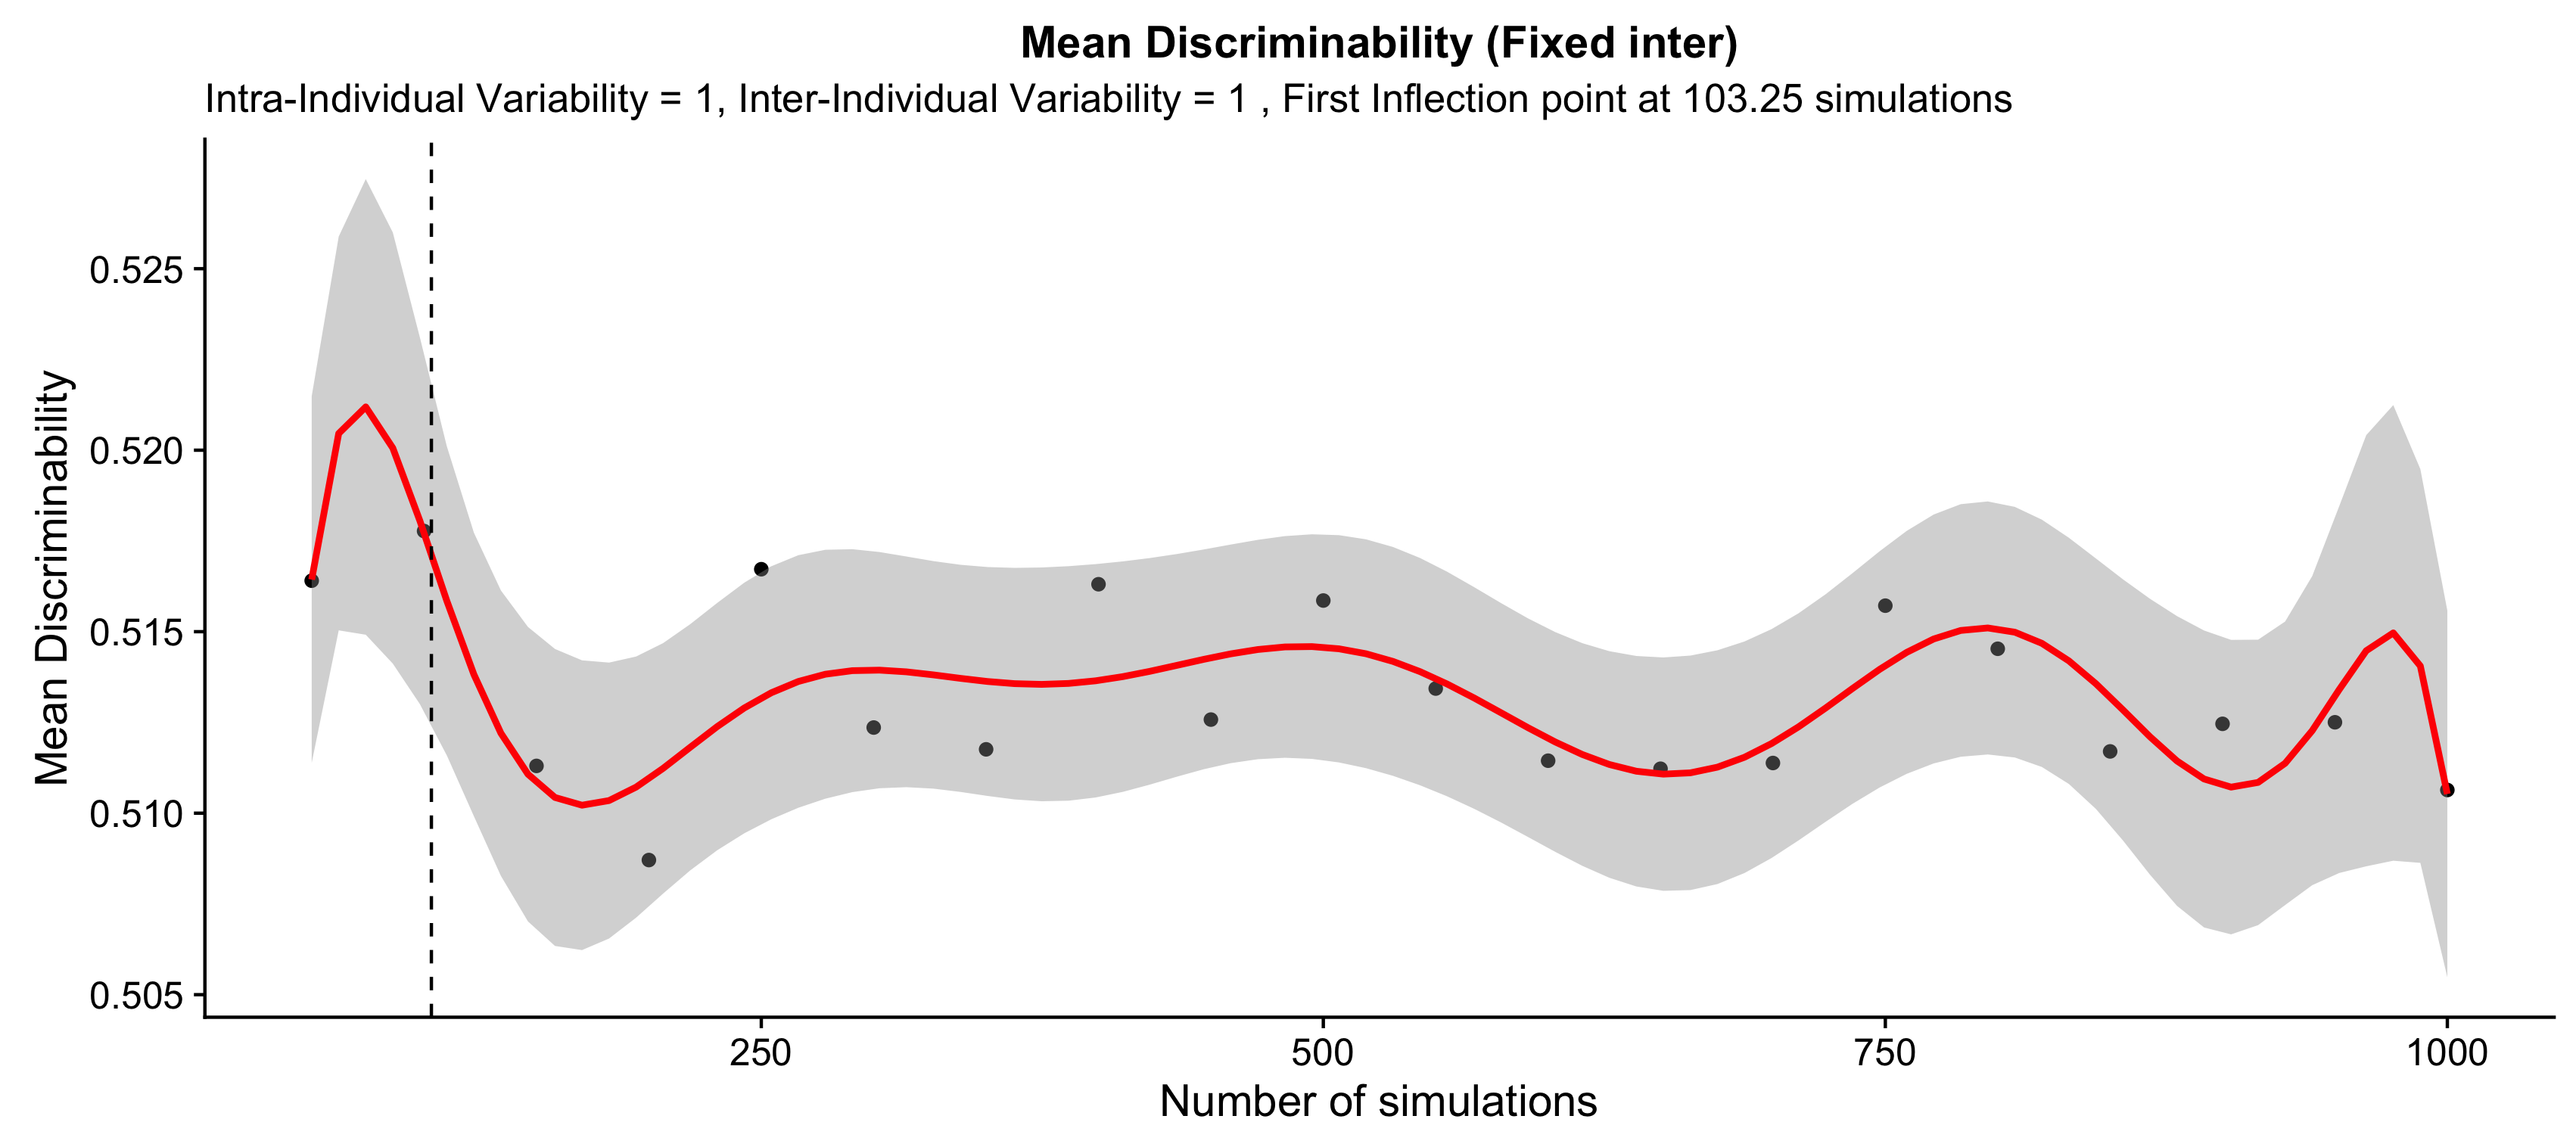 Mean Discriminability (Fixed inter)
Intra-Individual Variability = 1, Inter-Individual Variability = 1 , First Inflection point at 103.25 simulations
Mean Discriminability
0.525
0.520
0.515
0.510
0.505
250 500 750 1000
Number of simulations